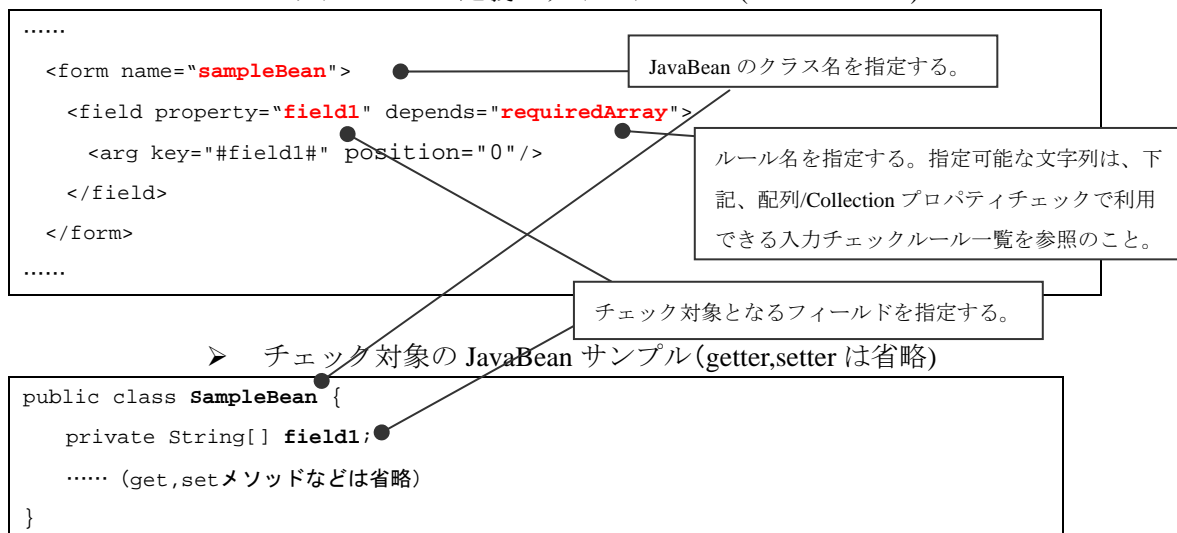 ……
<form name="sampleBean">
JavaBean のクラス名を指定する。
<field property="field1" depends="requiredArray">
<arg key="#field1#" position="0"/>
</field>
</form>
……
ルール名を指定する。指定可能な文字列は、下
記、配列/Collection プロパティチェックで利用
できる入力チェックルール一覧を参照のこと。
チェック対象となるフィールドを指定する。
➢ チェック対象の JavaBean サンプル(getter,setter は省略)
public class SampleBean {
private String[] field1;
……（get,setメソッドなどは省略）
}